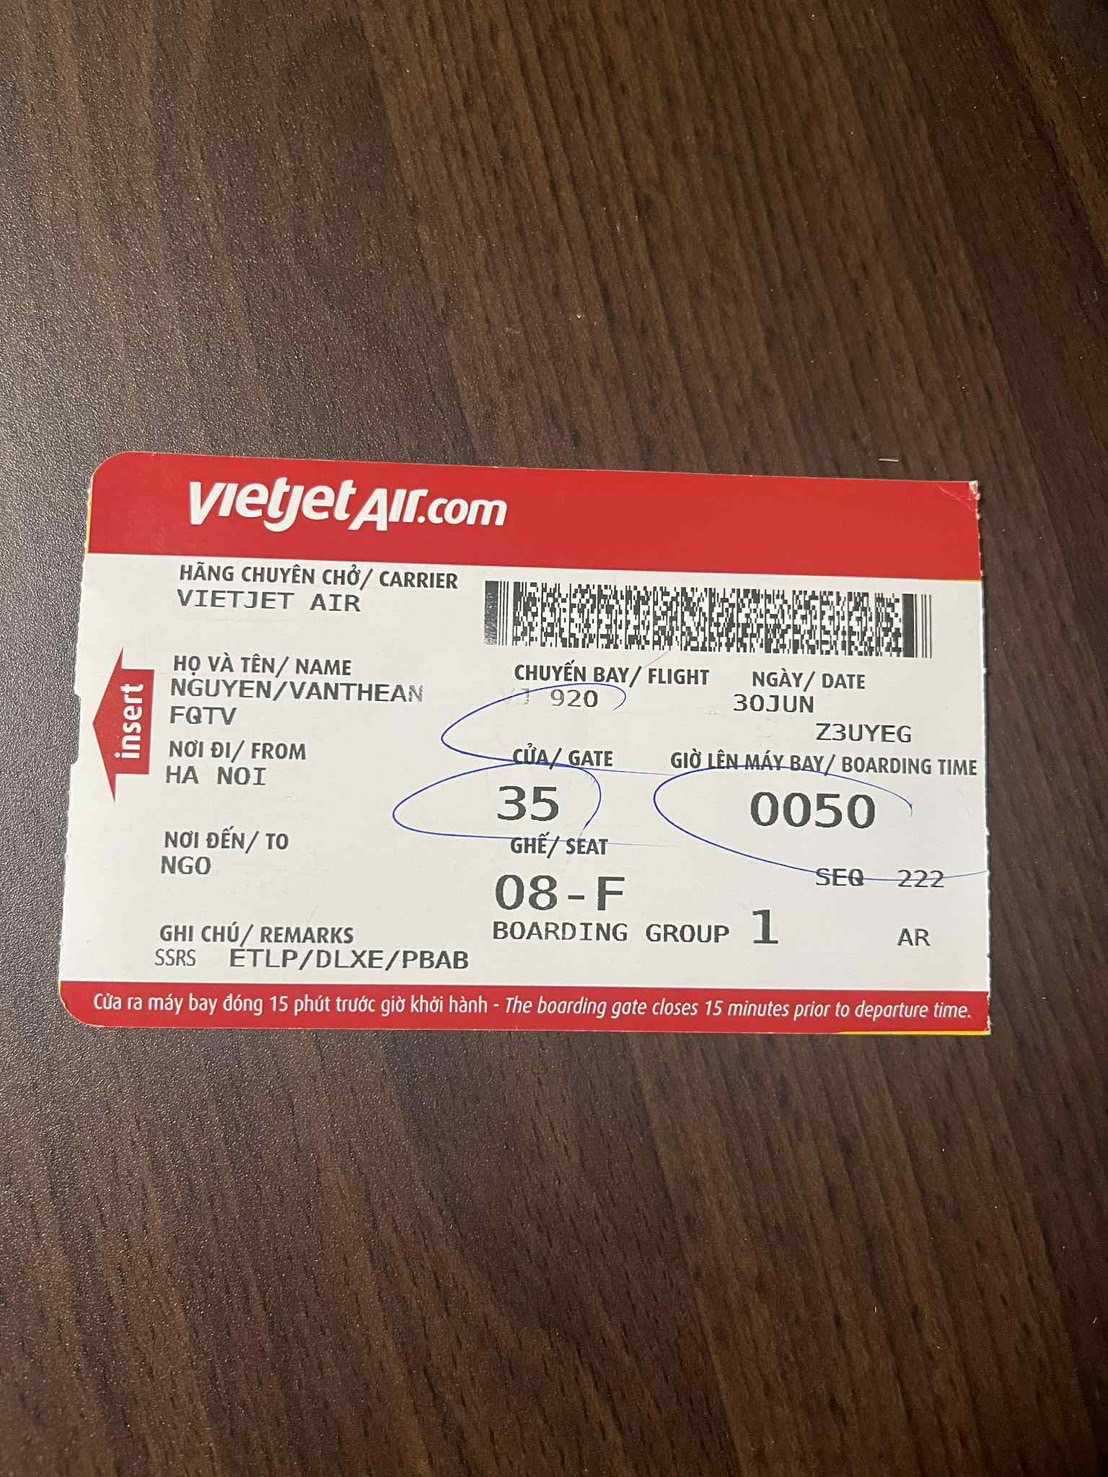 vietjetAir.com
HÃNG CHUYÊN CHỞ/ CARRIER
VIETJET AIR
HỌ VÀ TÊN/ NAME
NGUYEN/VANTHEAN
FQTV
CHUYẾN BAY/ FLIGHT
920
NGÀY/ DATE
30JUN
Z3UYEG
insert
NƠI ĐI/ FROM
HA NOI
CỬA/ GATE
35
GIỜ LÊN MÁY BAY/ BOARDING TIME
0050
NƠI ĐẾN/ TO
NGO
GHẾ/ SEAT
08-F
SEQ 222
BOARDING GROUP 1
AR
GHI CHÚ/ REMARKS
SSRS ETLP/DLXE/PBAB
Cửa ra máy bay đóng 15 phút trước giờ khởi hành - The boarding gate closes 15 minutes prior to departure time.